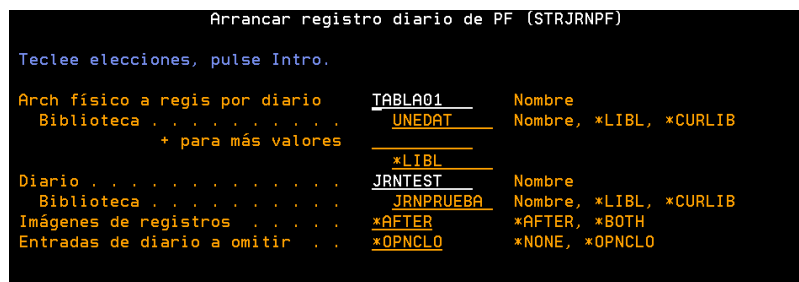 Arrancar registro diario de PF (STRJRNPF)
Teclee elecciones, pulse Intro.
Arch físico a regis por diario TABLA01 Nombre
Biblioteca . . . . . . . . . . UNEDAT Nombre, *LIBL, *CURLIB
+ para más valores
*LIBL
Diario . . . . . . . . . . . . . JRNTEST Nombre
Biblioteca . . . . . . . . . . JRNPRUEBA Nombre, *LIBL, *CURLIB
Imágenes de registros . . . . . *AFTER *AFTER, *BOTH
Entradas de diario a omitir . . *OPNCLO *NONE, *OPNCLO